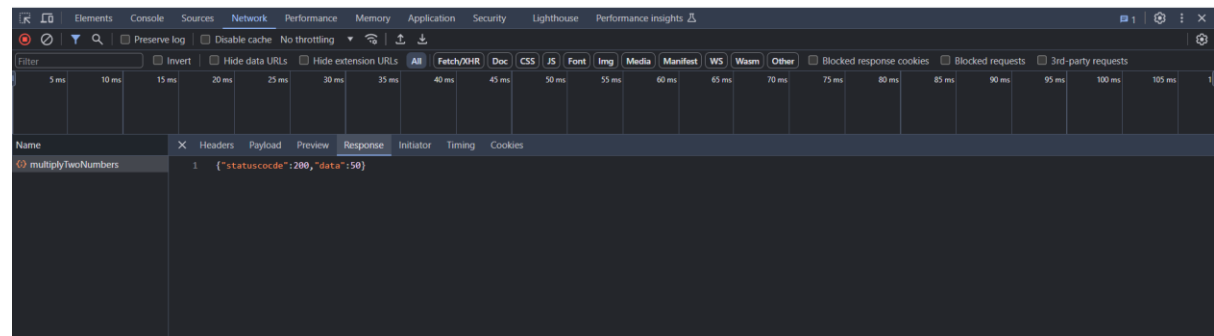 Elements Console Sources Network Performance Memory Application Security Lighthouse Performance insights 1
Preserve log Disable cache No throttling
Filter Invert Hide data URLs Hide extension URLs All Fetch/XHR Doc CSS JS Font Img Media Manifest WS Wasm Other Blocked response cookies Blocked requests 3rd-party requests
5 ms 10 ms 15 ms 20 ms 25 ms 30 ms 35 ms 40 ms 45 ms 50 ms 55 ms 60 ms 65 ms 70 ms 75 ms 80 ms 85 ms 90 ms 95 ms 100 ms 105 ms 1
Name Headers Payload Preview Response Initiator Timing Cookies
multiplyTwoNumbers 1 {"statuscocde":200,"data":50}